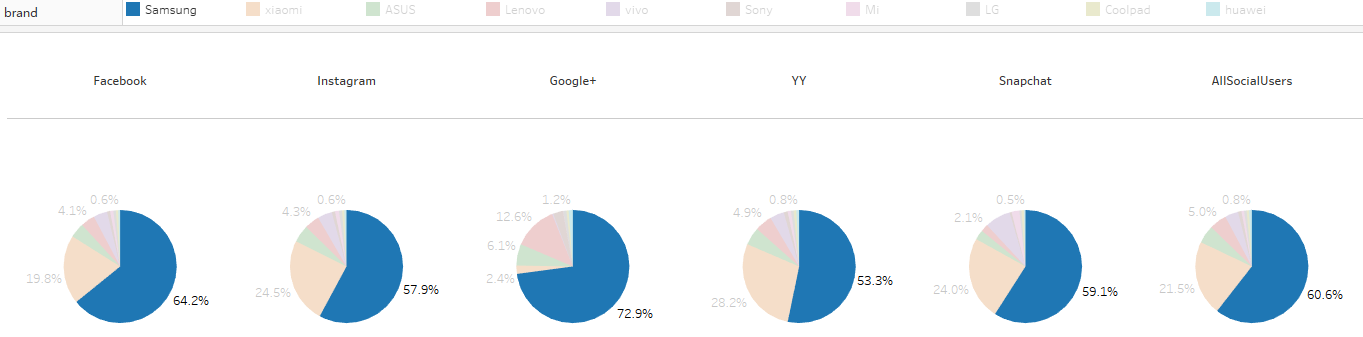 brand Samsung xiaomi ASUS Lenovo vivo Sony Mi LG Coolpad huawei
Facebook Instagram Google+ YY Snapchat AllSocialUsers
0.6% 0.6% 1.2% 0.8% 0.5% 0.8%
4.1% 4.3% 12.6% 4.9% 2.1% 5.0%
6.1%
19.8% 24.5% 2.4% 28.2% 24.0% 21.5%
64.2% 57.9% 72.9% 53.3% 59.1% 60.6%